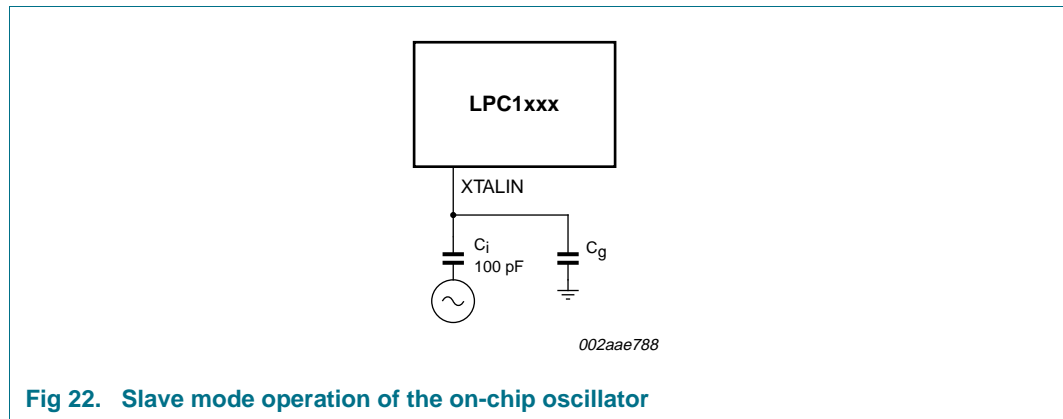 LPC1xxx
XTALIN
Ci
100 pF
Cg
002aae788
Fig 22. Slave mode operation of the on-chip oscillator